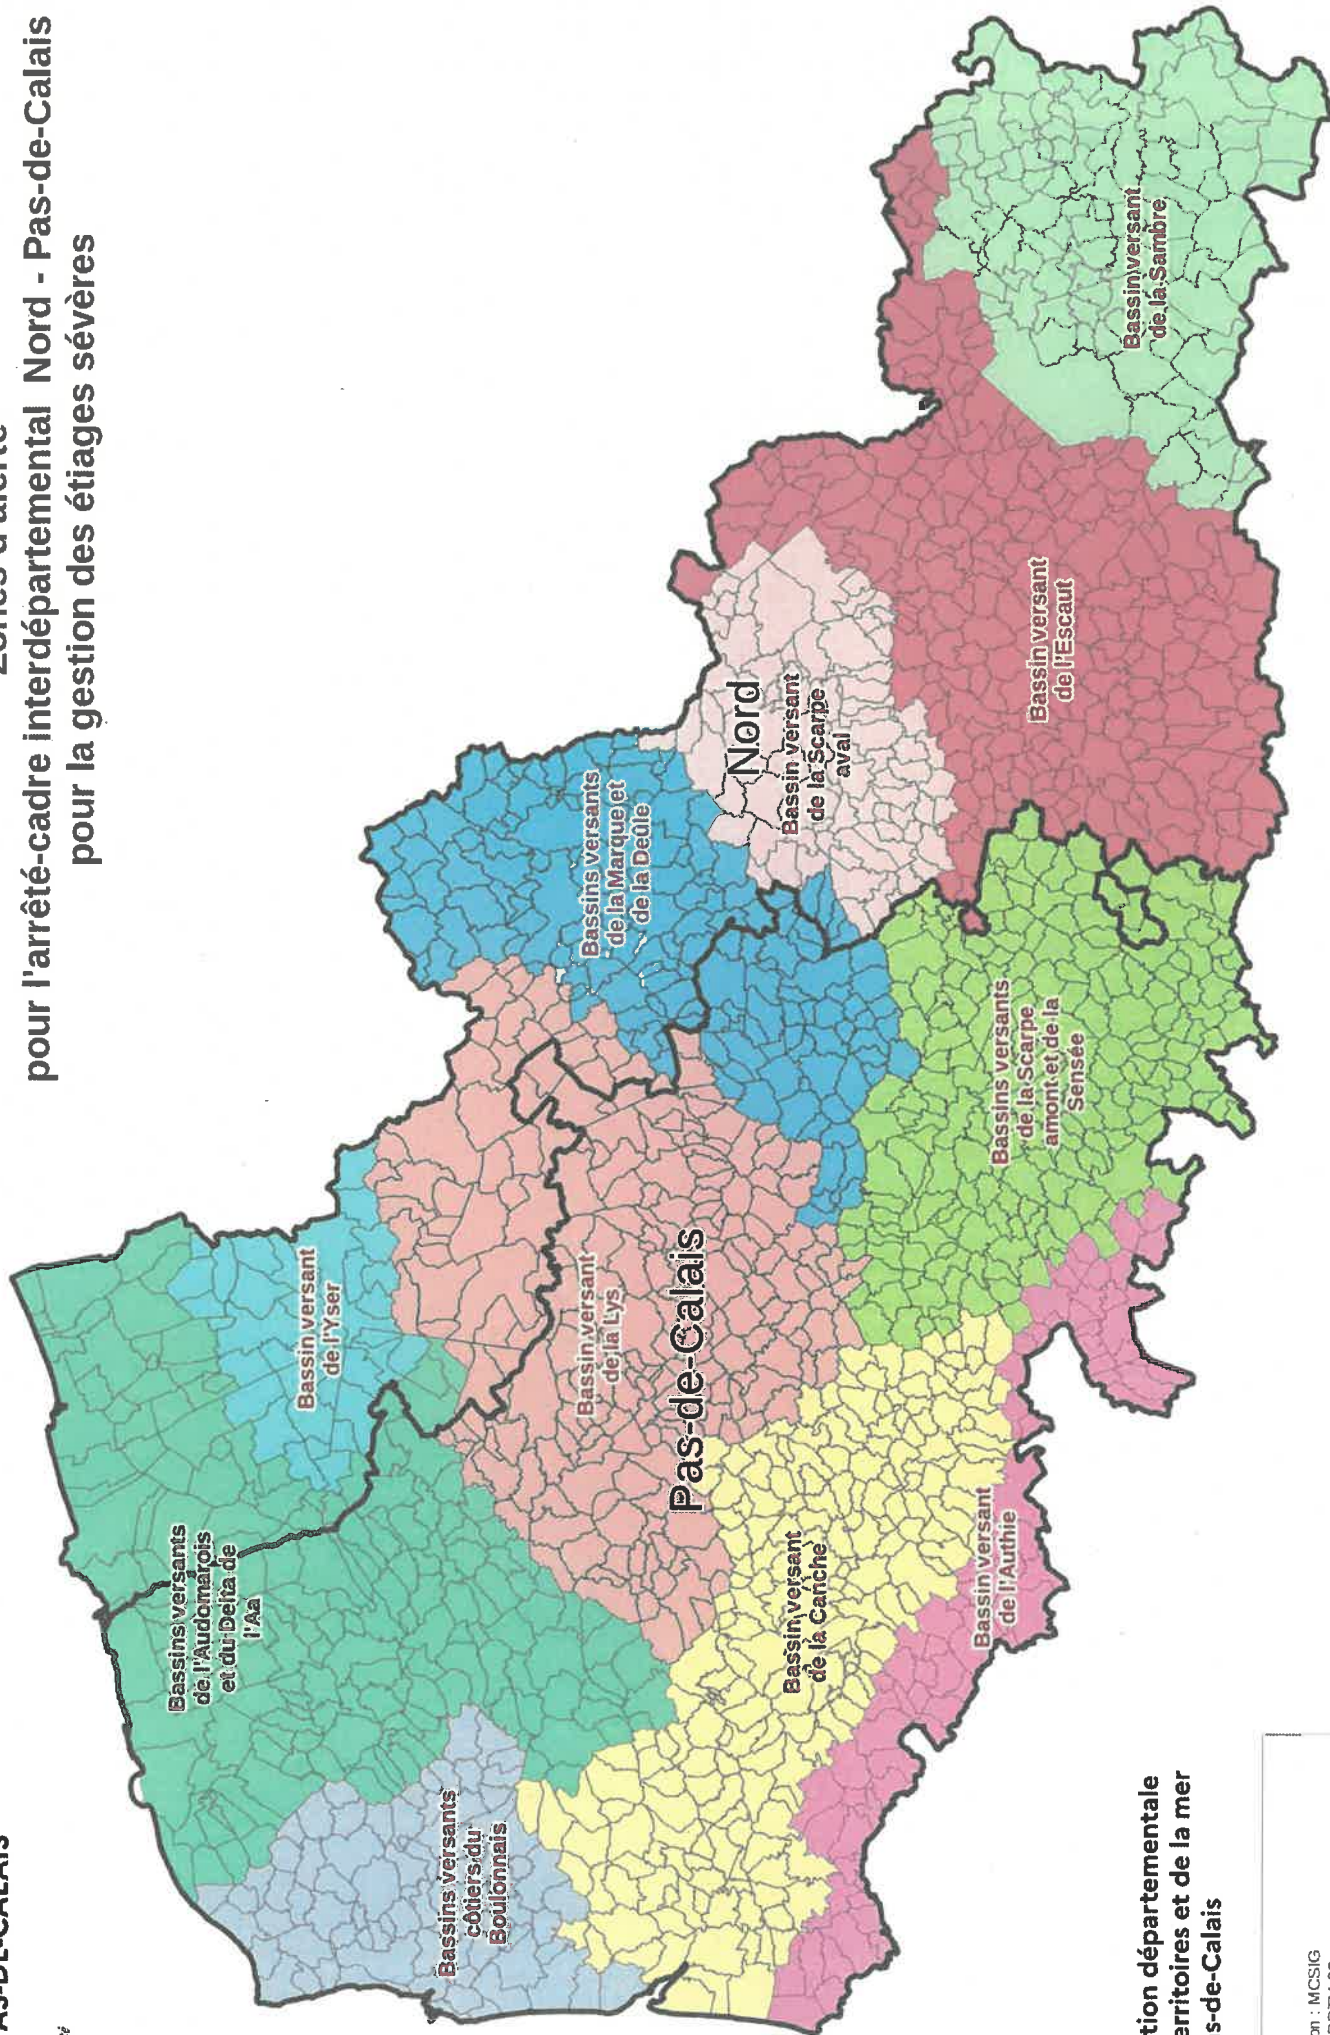 AS-DE-CALAIS
pour l'arrêté-cadre interdépartemental Nord - Pas-de-Calais
pour la gestion des étiages sévères
Bassins versants
de l'Audomarois
et du Delta de
l'Aa
Bassin versant
de l'Yser
Bassins versants
côtiers du
Boulonnais
Bassin versant
de la Lys
Pas-de-Calais
Bassins versants
de la Marque et
de la Deûle
Nord
Bassin versant
de la Scarpe
aval
Bassin versant
de la Canche
Bassin versant
de l'Authie
Bassins versants
de la Scarpe
amont et de la
Sensée
Bassin versant
de l'Escaut
Bassin versant
de la Sambre
tion départementale
erritoires et de la mer
s-de-Calais
on : MCSIG